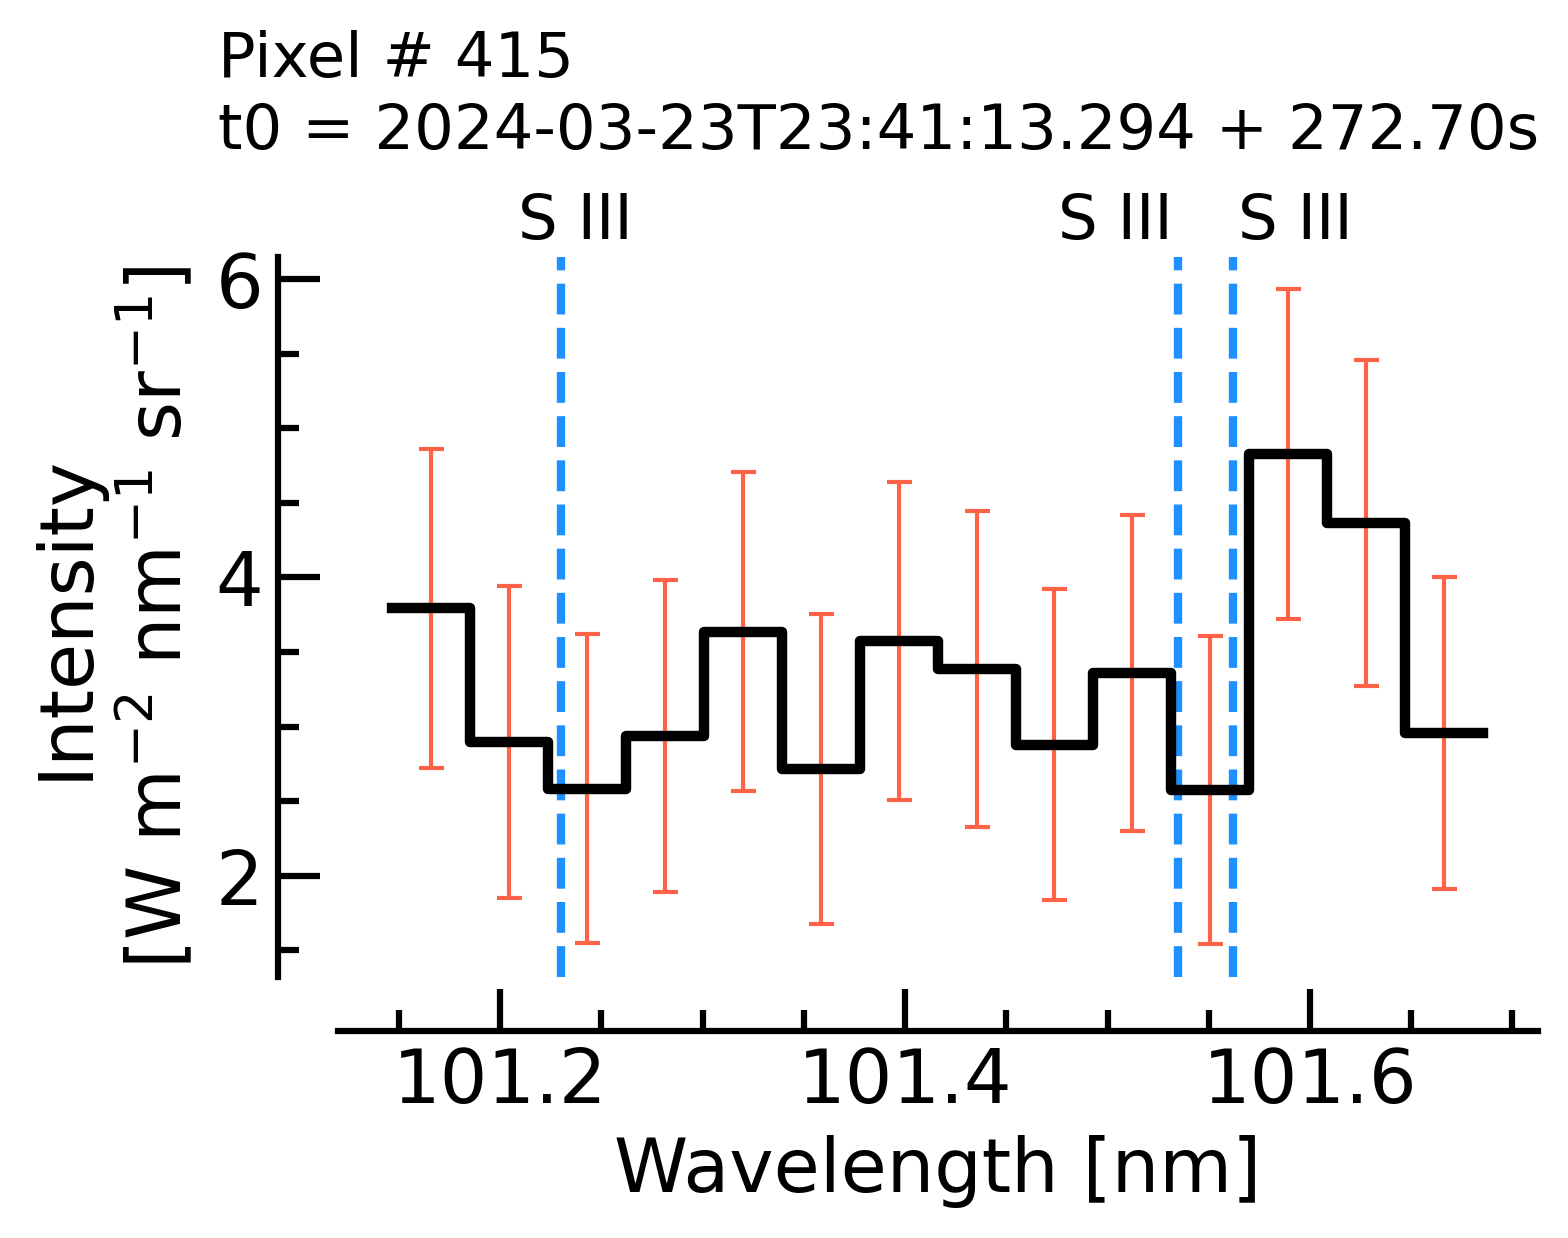 Pixel # 415
t0 = 2024-03-23T23:41:13.294 + 272.70s
S III S III S III
Intensity
[W m⁻² nm⁻¹ sr⁻¹]
6
4
2
101.2 101.4 101.6
Wavelength [nm]